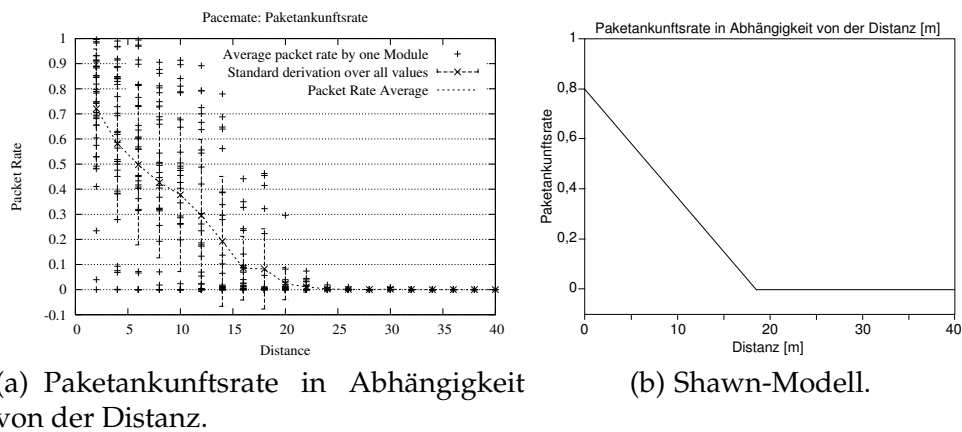 Pacemate: Paketankunftsrate
Average packet rate by one Module
Standard derivation over all values
Packet Rate Average
1
0.9
0.8
0.7
0.6
0.5
0.4
0.3
0.2
0.1
0
-0.1
Packet Rate
0 5 10 15 20 25 30 35 40
Distance
(a) Paketankunftsrate in Abhängigkeit
von der Distanz.
Paketankunftsrate in Abhängigkeit von der Distanz [m]
1
0,8
0,6
0,4
0,2
0
Paketankunftsrate
0 10 20 30 40
Distanz [m]
(b) Shawn-Modell.